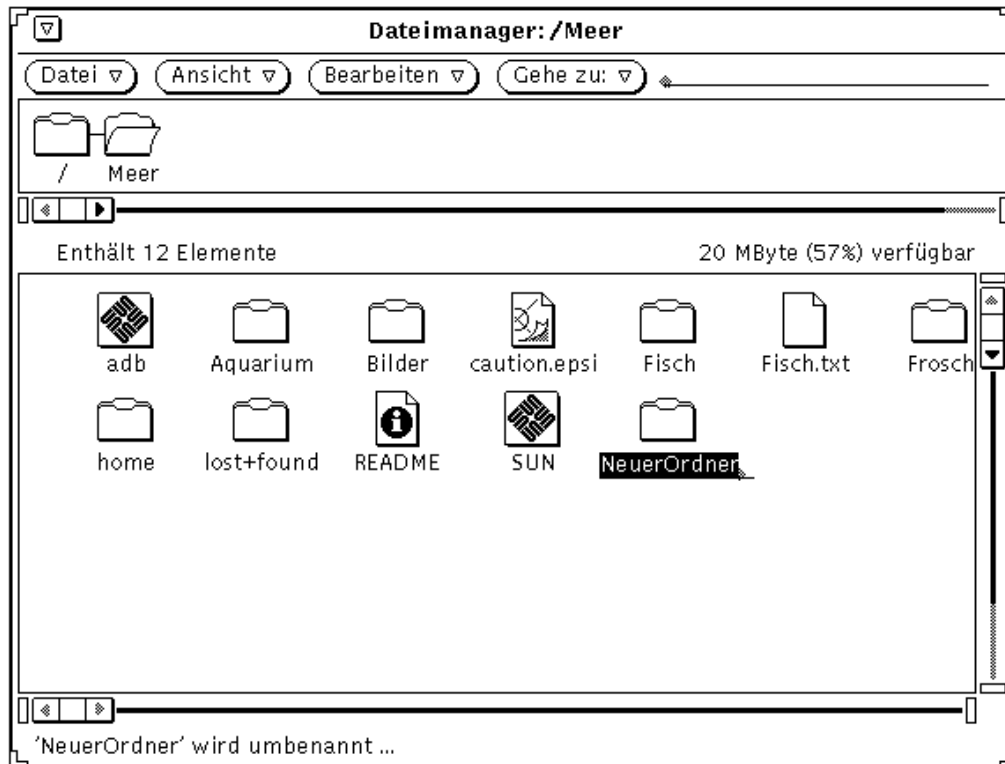 Dateimanager: /Meer
Datei Ansicht Bearbeiten Gehe zu:
/ Meer
Enthält 12 Elemente 20 MByte (57%) verfügbar
adb Aquarium Bilder caution.epsi Fisch Fisch.txt Frosch
home lost+found README SUN NeuerOrdner
'NeuerOrdner' wird umbenannt ...